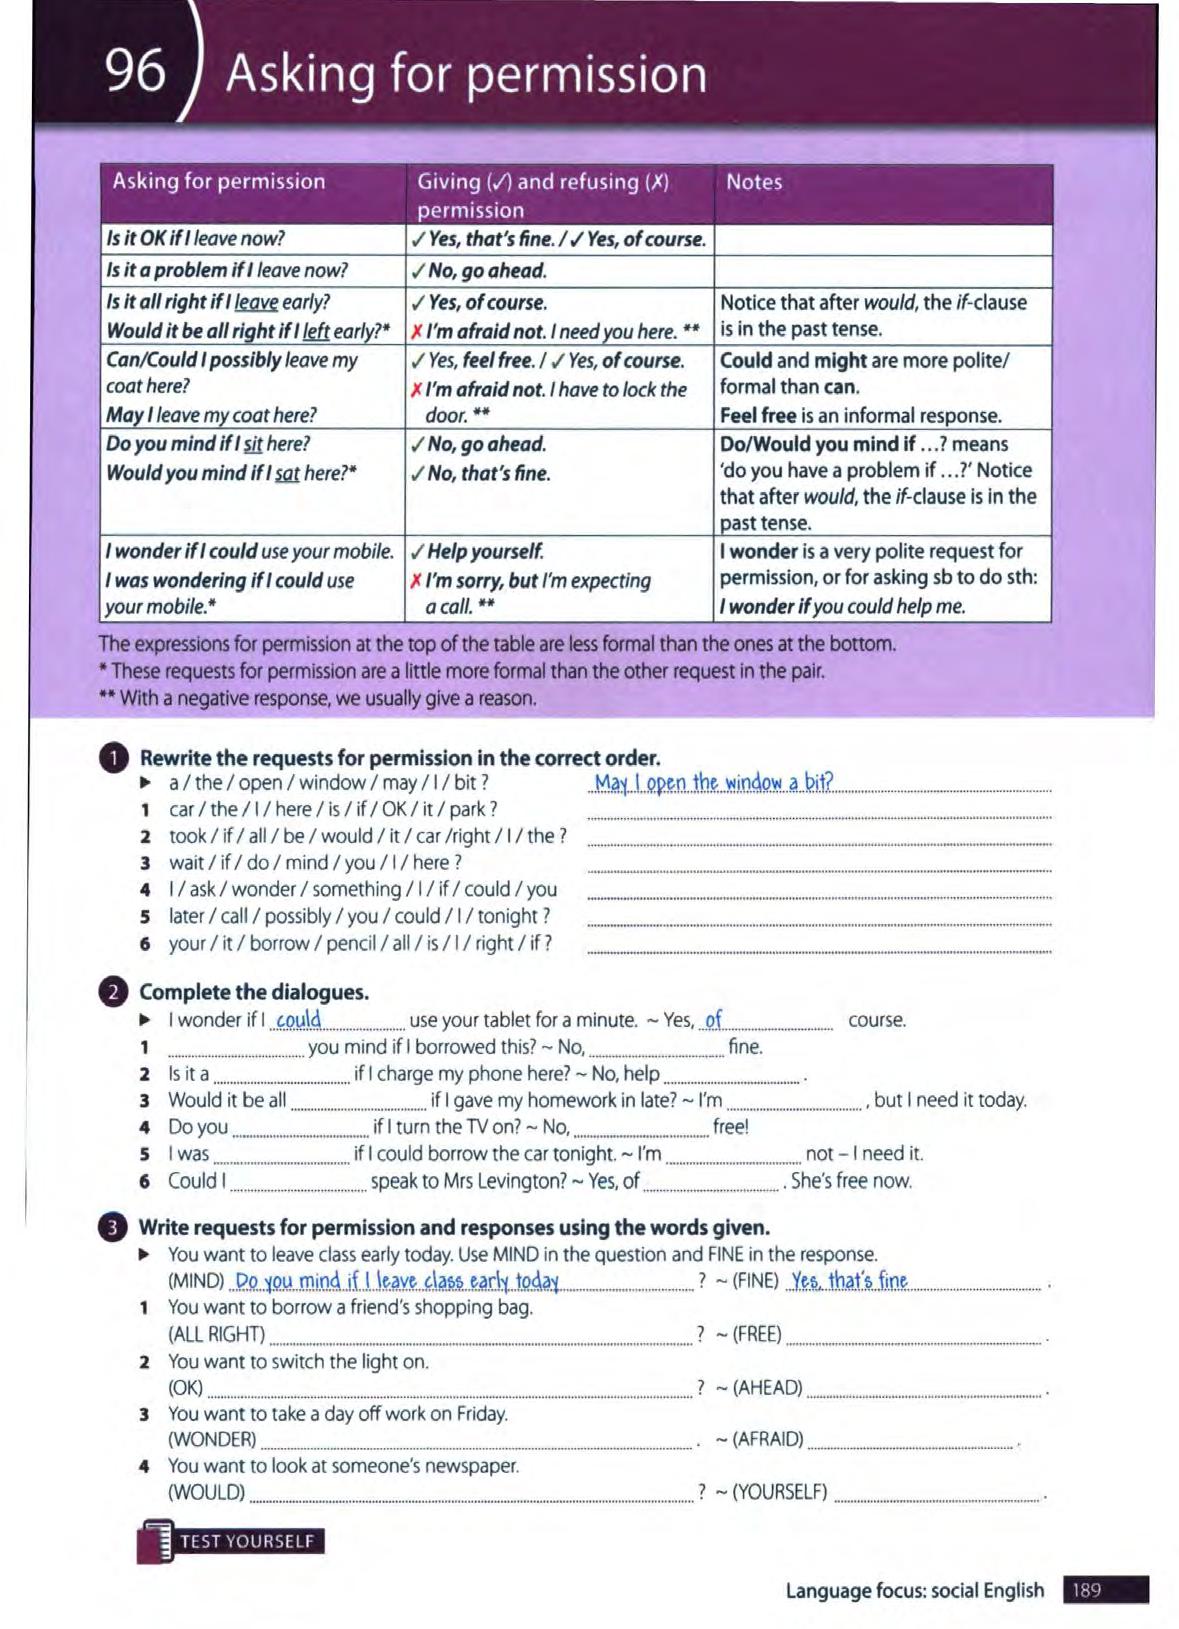 96 Asking for permission
Asking for permission
Giving (✓) and refusing (✗) permission
Notes
Is it OK if I leave now?
✓ Yes, that's fine. / ✓ Yes, of course.
Is it a problem if I leave now?
✓ No, go ahead.
Is it all right if I leave early?
Would it be all right if I left early?*
✓ Yes, of course.
✗ I'm afraid not. I need you here. **
Notice that after would, the if-clause
is in the past tense.
Can/Could I possibly leave my
coat here?
May I leave my coat here?
✓ Yes, feel free. / ✓ Yes, of course.
✗ I'm afraid not. I have to lock the
door. **
Could and might are more polite/
formal than can.
Feel free is an informal response.
Do you mind if I sit here?
Would you mind if I sat here?*
✓ No, go ahead.
✓ No, that's fine.
Do/Would you mind if ...? means
'do you have a problem if ...?' Notice
that after would, the if-clause is in the
past tense.
I wonder if I could use your mobile.
I was wondering if I could use
your mobile.*
✓ Help yourself.
✗ I'm sorry, but I'm expecting
a call. **
I wonder is a very polite request for
permission, or for asking sb to do sth:
I wonder if you could help me.
The expressions for permission at the top of the table are less formal than the ones at the bottom.
* These requests for permission are a little more formal than the other request in the pair.
** With a negative response, we usually give a reason.
1 Rewrite the requests for permission in the correct order.
► a / the / open / window / may / I / bit ? May I open the window a bit?
1 car / the / I / here / is / if / OK / it / park ?
2 took / if / all / be / would / it / car /right / I / the ?
3 wait / if / do / mind / you / I / here ?
4 I / ask / wonder / something / I / if / could / you
5 later / call / possibly / you / could / I / tonight ?
6 your / it / borrow / pencil / all / is / I / right / if ?
2 Complete the dialogues.
► I wonder if I could use your tablet for a minute. ~ Yes, of course.
1 ........ you mind if I borrowed this? ~ No, ........ fine.
2 Is it a ........ if I charge my phone here? ~ No, help ........ .
3 Would it be all ........ if I gave my homework in late? ~ I'm ........ , but I need it today.
4 Do you ........ if I turn the TV on? ~ No, ........ free!
5 I was ........ if I could borrow the car tonight. ~ I'm ........ not – I need it.
6 Could I ........ speak to Mrs Levington? ~ Yes, of ........ . She's free now.
3 Write requests for permission and responses using the words given.
► You want to leave class early today. Use MIND in the question and FINE in the response.
(MIND) Do you mind if I leave class early today ? ~ (FINE) Yes, that's fine .
1 You want to borrow a friend's shopping bag.
(ALL RIGHT) ........ ? ~ (FREE) ........ .
2 You want to switch the light on.
(OK) ........ ? ~ (AHEAD) ........ .
3 You want to take a day off work on Friday.
(WONDER) ........ . ~ (AFRAID) ........ .
4 You want to look at someone's newspaper.
(WOULD) ........ ? ~ (YOURSELF) ........ .
TEST YOURSELF
Language focus: social English 189